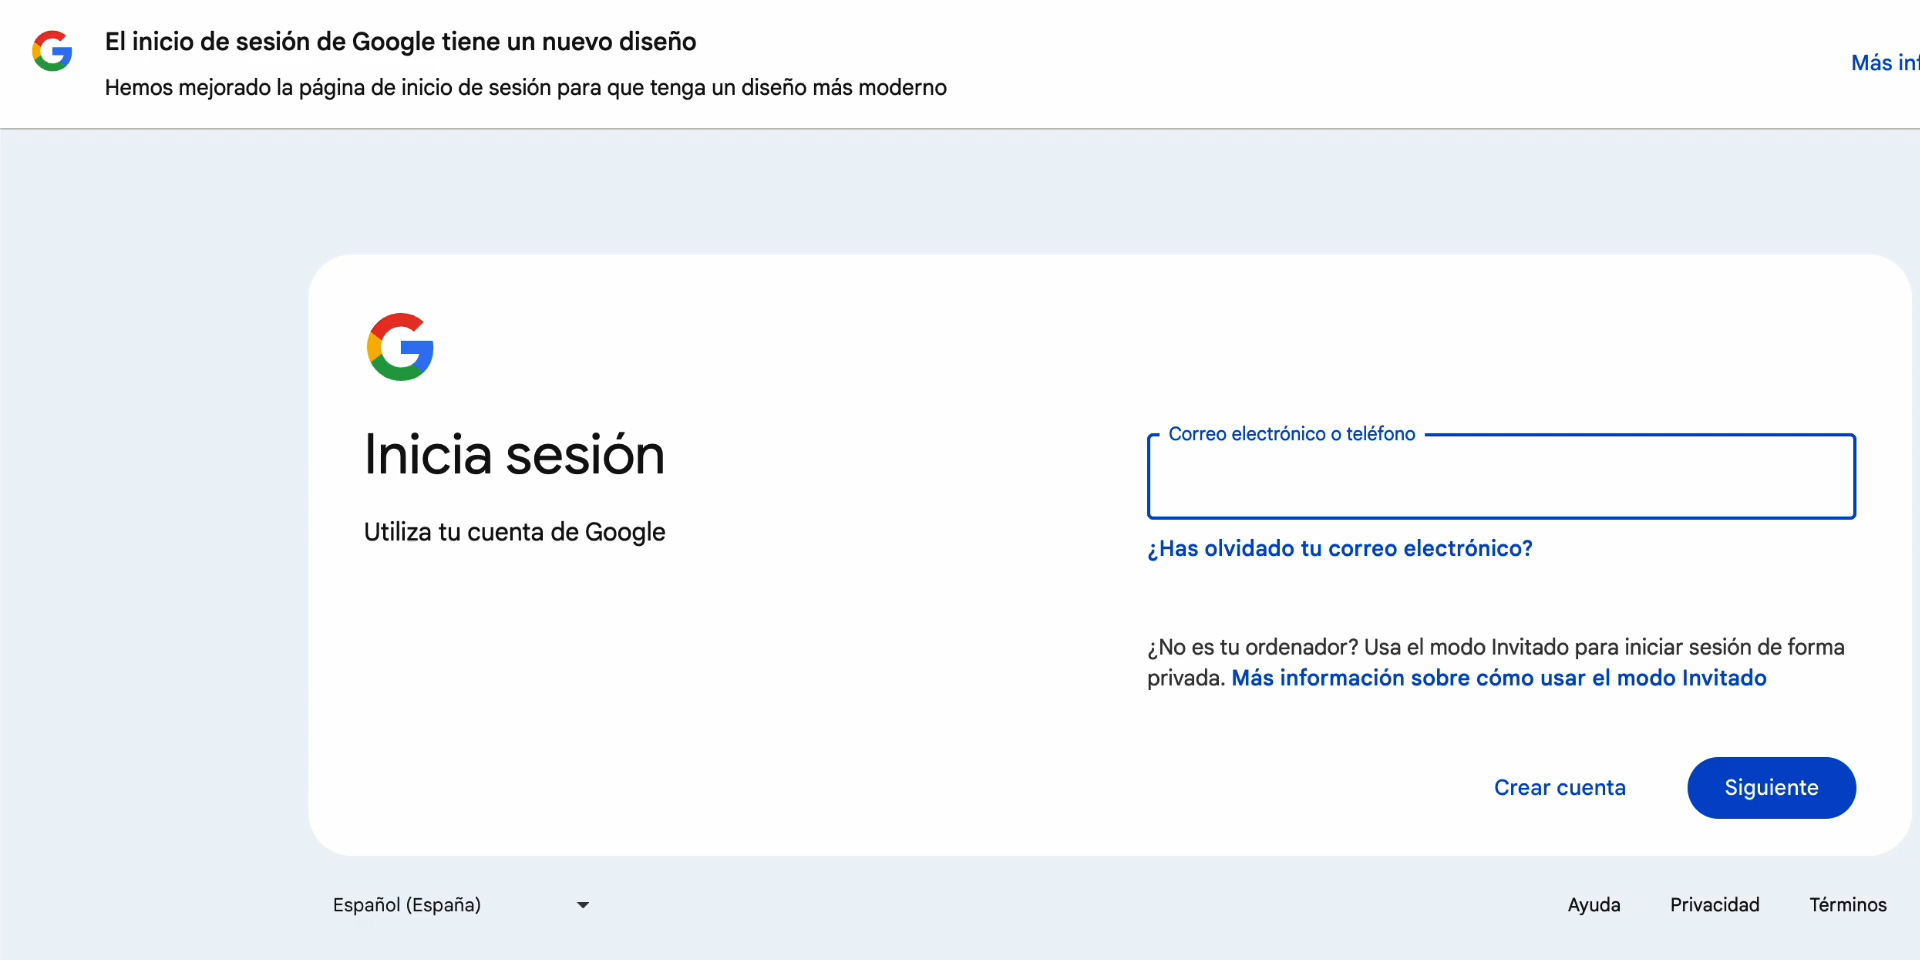 El inicio de sesión de Google tiene un nuevo diseño
Hemos mejorado la página de inicio de sesión para que tenga un diseño más moderno
Más
Inicia sesión
Utiliza tu cuenta de Google
Correo electrónico o teléfono
¿Has olvidado tu correo electrónico?
¿No es tu ordenador? Usa el modo Invitado para iniciar sesión de forma
privada. Más información sobre cómo usar el modo Invitado
Crear cuenta
Siguiente
Español (España)
Ayuda
Privacidad
Términos